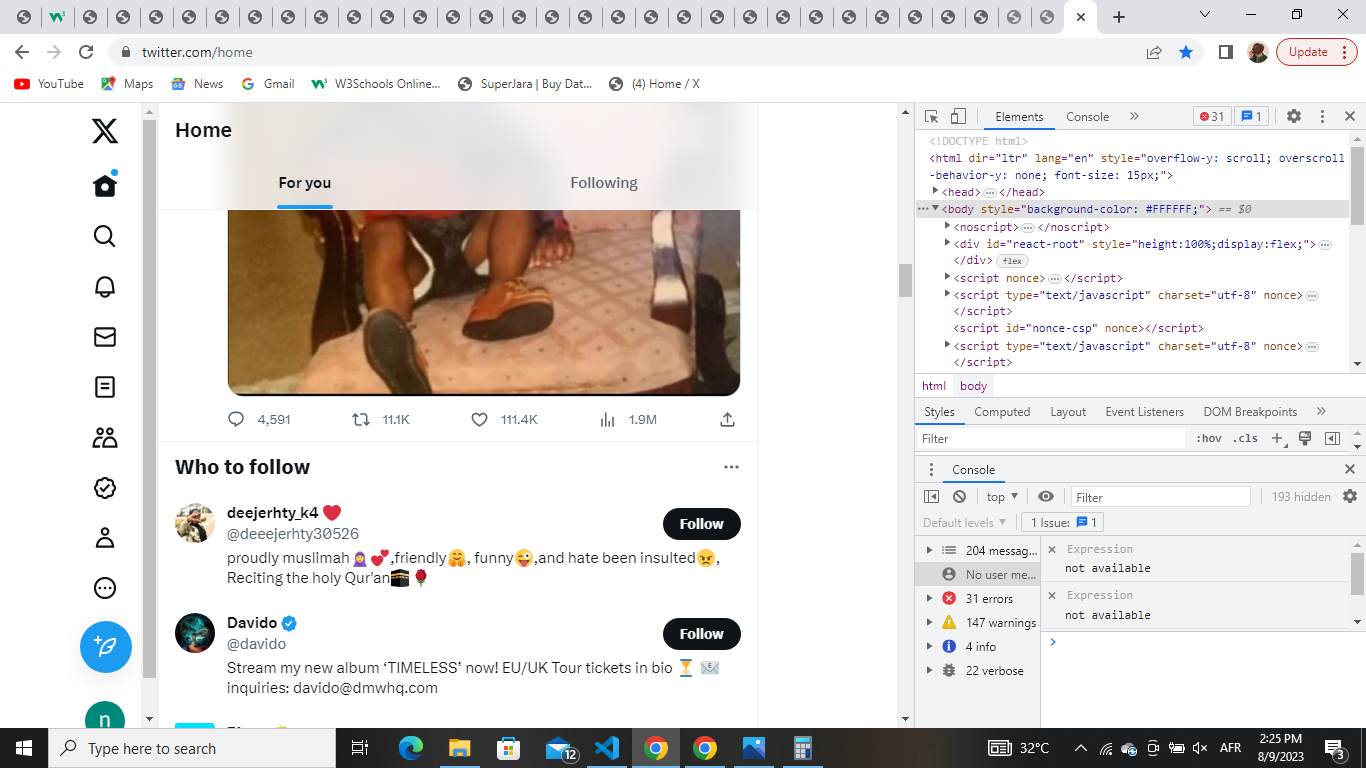 twitter.com/home
Update
YouTube
Maps
News
Gmail
W3Schools Online...
SuperJara | Buy Dat...
(4) Home / X
Home
For you
Following
4,591
11.1K
111.4K
1.9M
Who to follow
deejerhty_k4 ❤️
@deeejerhty30526
Follow
proudly muslimah🧕💕,friendly🤗, funny😜,and hate been insulted😠,
Reciting the holy Qur'an🕋🌹
Davido
@davido
Follow
Stream my new album ‘TIMELESS’ now! EU/UK Tour tickets in bio ⏳ 📧
inquiries: davido@dmwhq.com
n
Elements
Console
»
31
1
<!DOCTYPE html>
<html dir="ltr" lang="en" style="overflow-y: scroll; overscroll
-behavior-y: none; font-size: 15px;">
<head>…</head>
<body style="background-color: #FFFFFF;"> == $0
<noscript>…</noscript>
<div id="react-root" style="height:100%;display:flex;">…
</div> flex
<script nonce>…</script>
<script type="text/javascript" charset="utf-8" nonce>…
</script>
<script id="nonce-csp" nonce></script>
<script type="text/javascript" charset="utf-8" nonce>…
</script>
html body
Styles Computed Layout Event Listeners DOM Breakpoints »
Filter :hov .cls
Console
top Filter 193 hidden
Default levels 1 Issue: 1
204 messag...
No user me...
31 errors
147 warnings
4 info
22 verbose
Expression
not available
Expression
not available
Type here to search
12
32°C
AFR
2:25 PM
8/9/2023
3